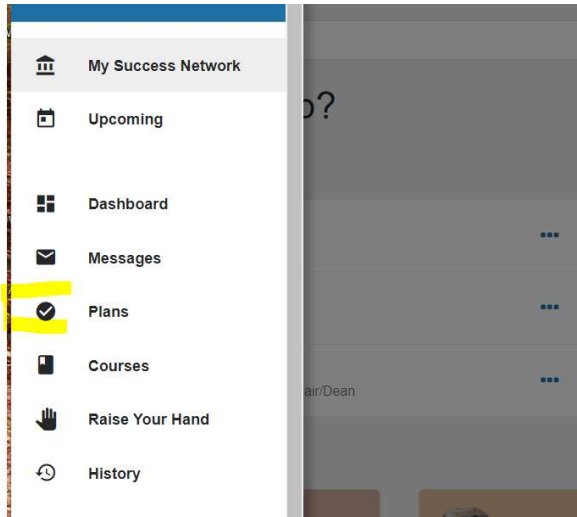 My Success Network
Upcoming
Dashboard
Messages
Plans
Courses
Raise Your Hand
History
?
air/Dean